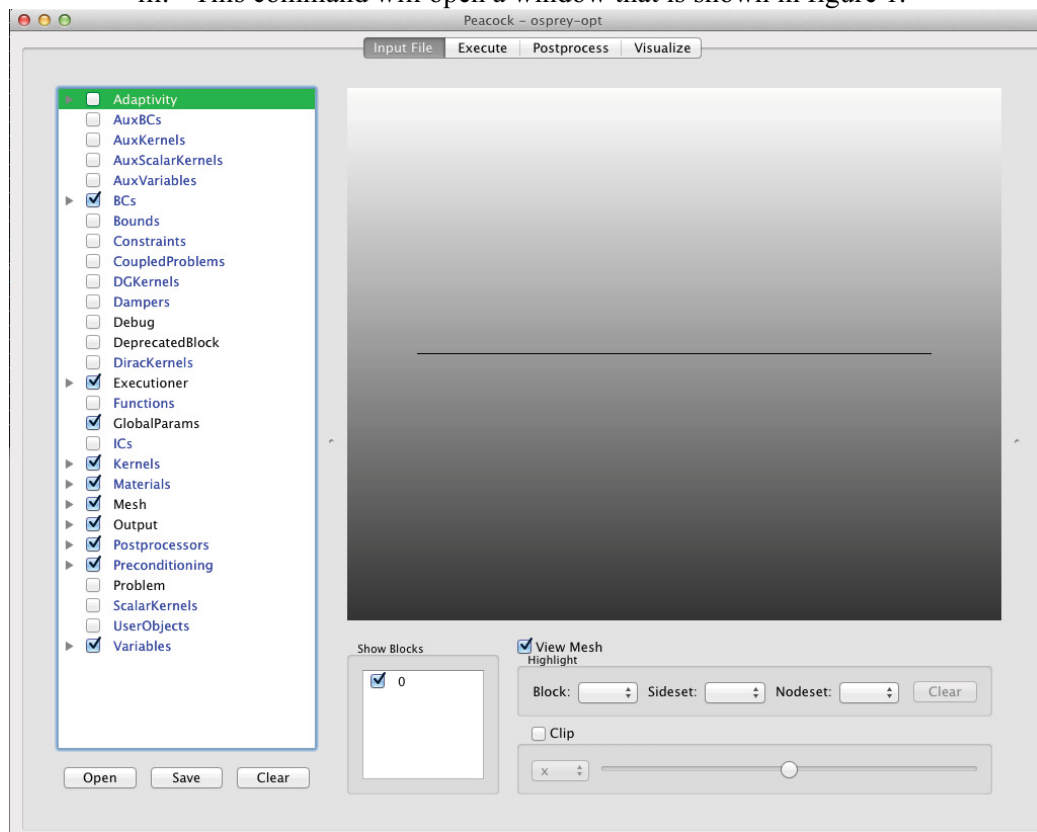 iii. This command will open a window that is shown in figure 1.
Peacock – osprey-opt
Input File Execute Postprocess Visualize
Adaptivity
AuxBCs
AuxKernels
AuxScalarKernels
AuxVariables
BCs
Bounds
Constraints
CoupledProblems
DGKernels
Dampers
Debug
DeprecatedBlock
DiracKernels
Executioner
Functions
GlobalParams
ICs
Kernels
Materials
Mesh
Output
Postprocessors
Preconditioning
Problem
ScalarKernels
UserObjects
Variables
Open Save Clear
Show Blocks
0
View Mesh
Highlight
Block: Sideset: Nodeset: Clear
Clip
x